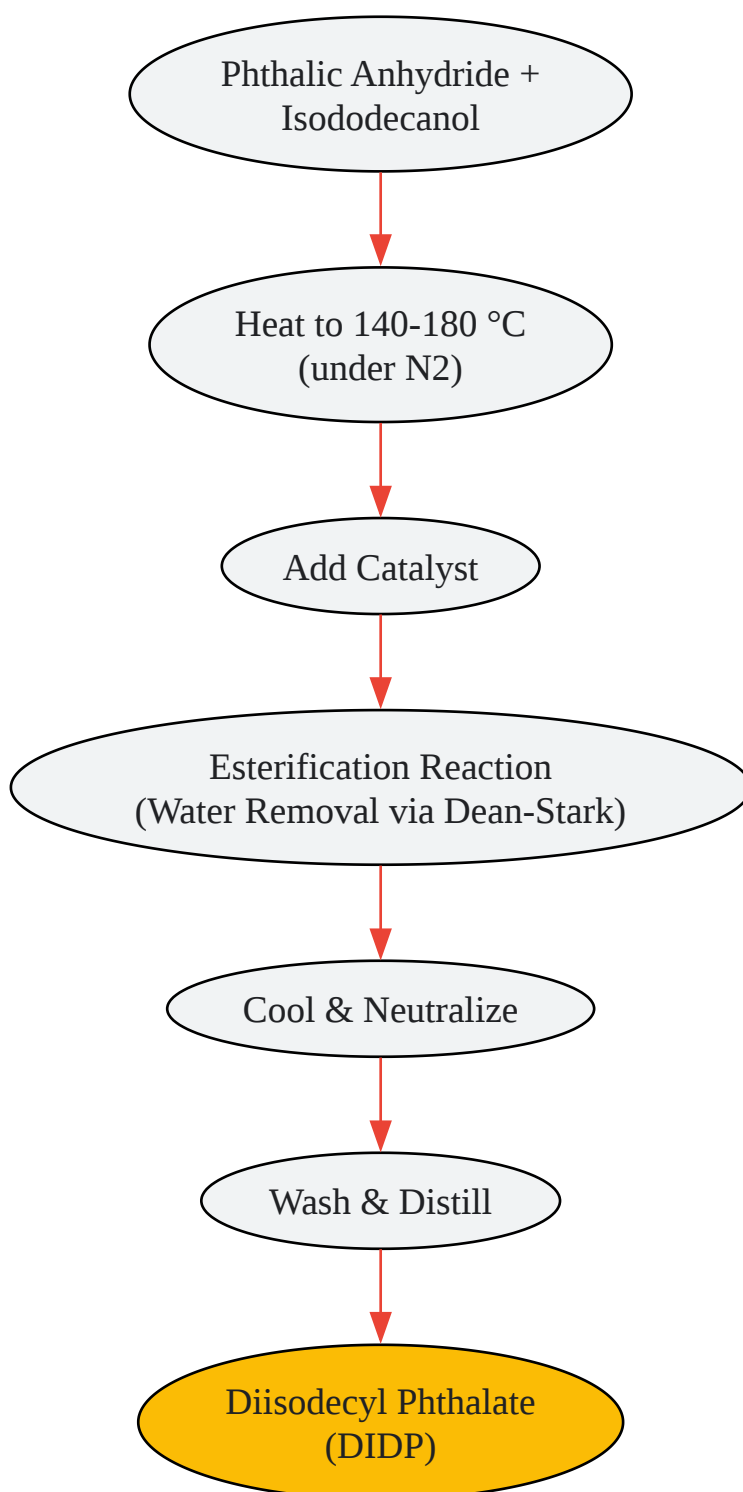 Phthalic Anhydride +
Isododecanol
Heat to 140-180 °C
(under N2)
Add Catalyst
Esterification Reaction
(Water Removal via Dean-Stark)
Cool & Neutralize
Wash & Distill
Diisodecyl Phthalate
(DIDP)